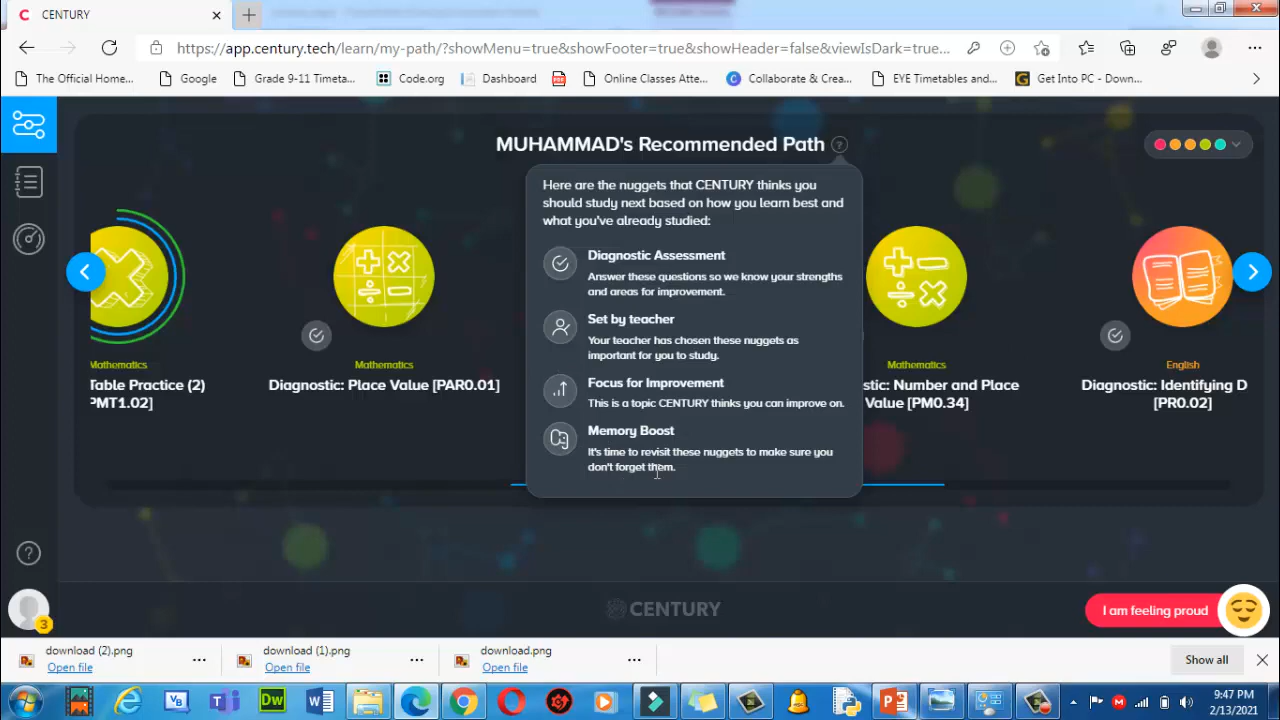 CENTURY
https://app.century.tech/learn/my-path/?showMenu=true&showFooter=true&showHeader=false&viewIsDark=true...
The Official Home...
Google
Grade 9-11 Timeta...
Code.org
Dashboard
Online Classes Atte...
Collaborate & Crea...
EYE Timetables and...
Get Into PC - Down...
MUHAMMAD's Recommended Path ?
Here are the nuggets that CENTURY thinks you
should study next based on how you learn best and
what you've already studied:
Diagnostic Assessment
Answer these questions so we know your strengths
and areas for improvement.
Set by teacher
Your teacher has chosen these nuggets as
important for you to study.
Focus for Improvement
This is a topic CENTURY thinks you can improve on.
Memory Boost
It's time to revisit these nuggets to make sure you
don't forget them.
Mathematics
Table Practice (2)
PMT1.02]
Mathematics
Diagnostic: Place Value [PAR0.01]
Mathematics
stic: Number and Place
Value [PM0.34]
English
Diagnostic: Identifying D
[PR0.02]
?
3
CENTURY
I am feeling proud
download (2).png
Open file
download (1).png
Open file
download.png
Open file
Show all
9:47 PM
2/13/2021